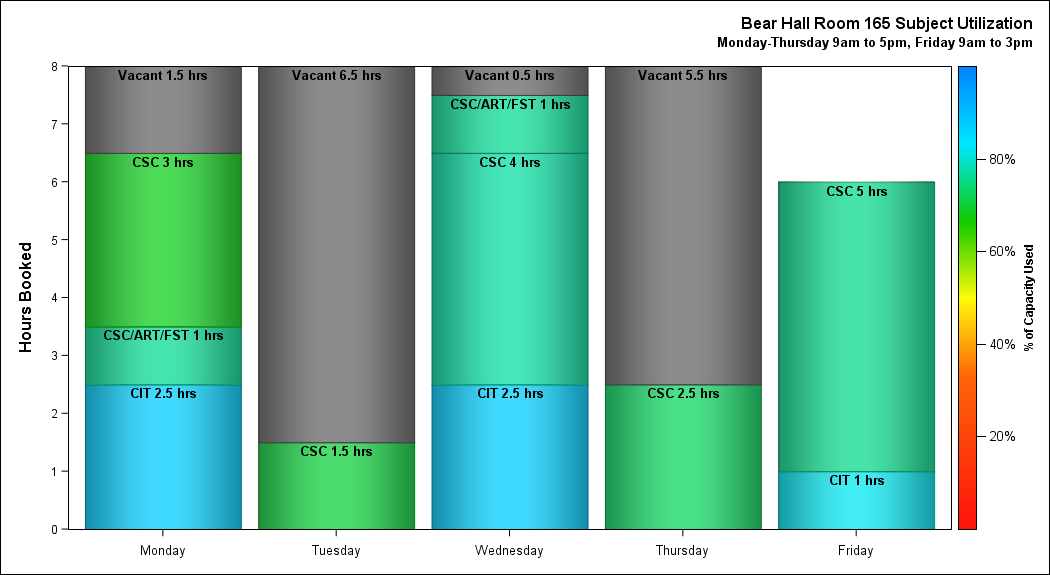 Bear Hall Room 165 Subject Utilization
Monday-Thursday 9am to 5pm, Friday 9am to 3pm
Hours Booked
8
7
6
5
4
3
2
1
0
Vacant 1.5 hrs
CSC 3 hrs
CSC/ART/FST 1 hrs
CIT 2.5 hrs
Vacant 6.5 hrs
CSC 1.5 hrs
Vacant 0.5 hrs
CSC/ART/FST 1 hrs
CSC 4 hrs
CIT 2.5 hrs
Vacant 5.5 hrs
CSC 2.5 hrs
CSC 5 hrs
CIT 1 hrs
Monday Tuesday Wednesday Thursday Friday
80%
60%
40%
20%
% of Capacity Used